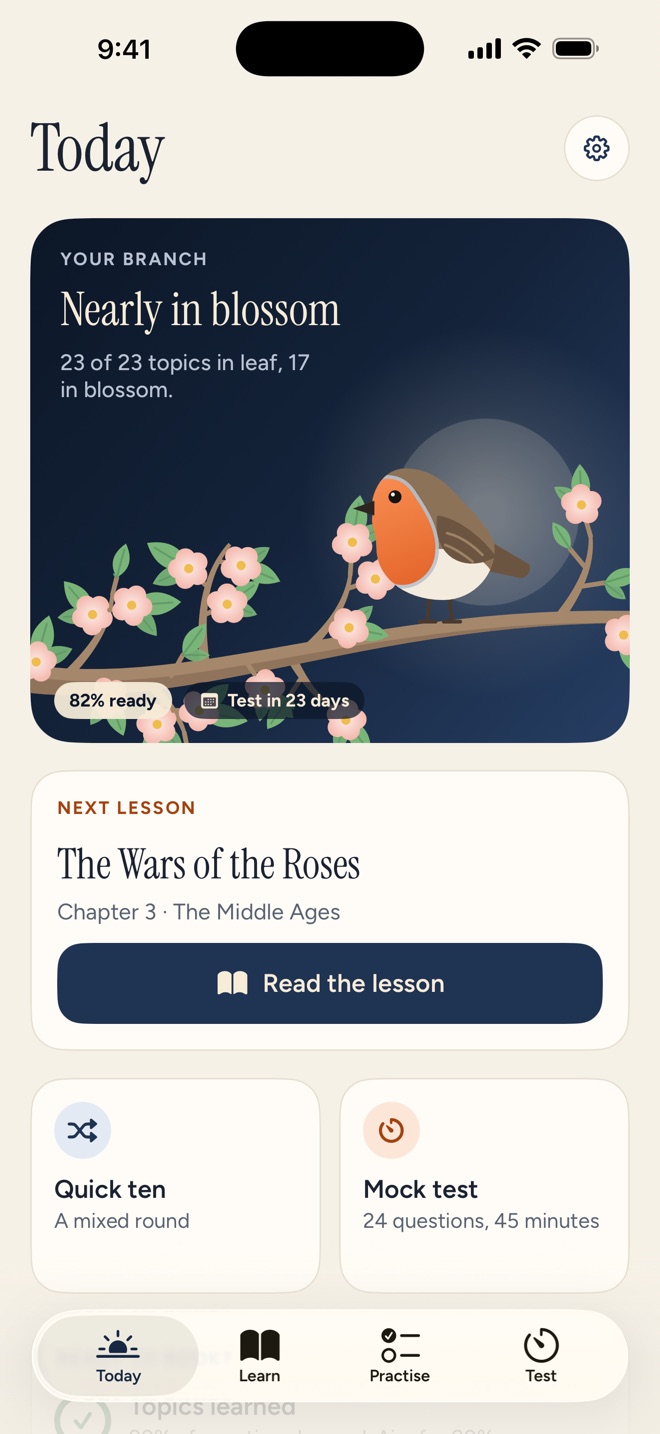 9:41
Today
YOUR BRANCH
Nearly in blossom
23 of 23 topics in leaf, 17
in blossom.
82% ready
Test in 23 days
NEXT LESSON
The Wars of the Roses
Chapter 3 · The Middle Ages
Read the lesson
Quick ten
A mixed round
Mock test
24 questions, 45 minutes
Today
Learn
Practise
Test
Topics learned